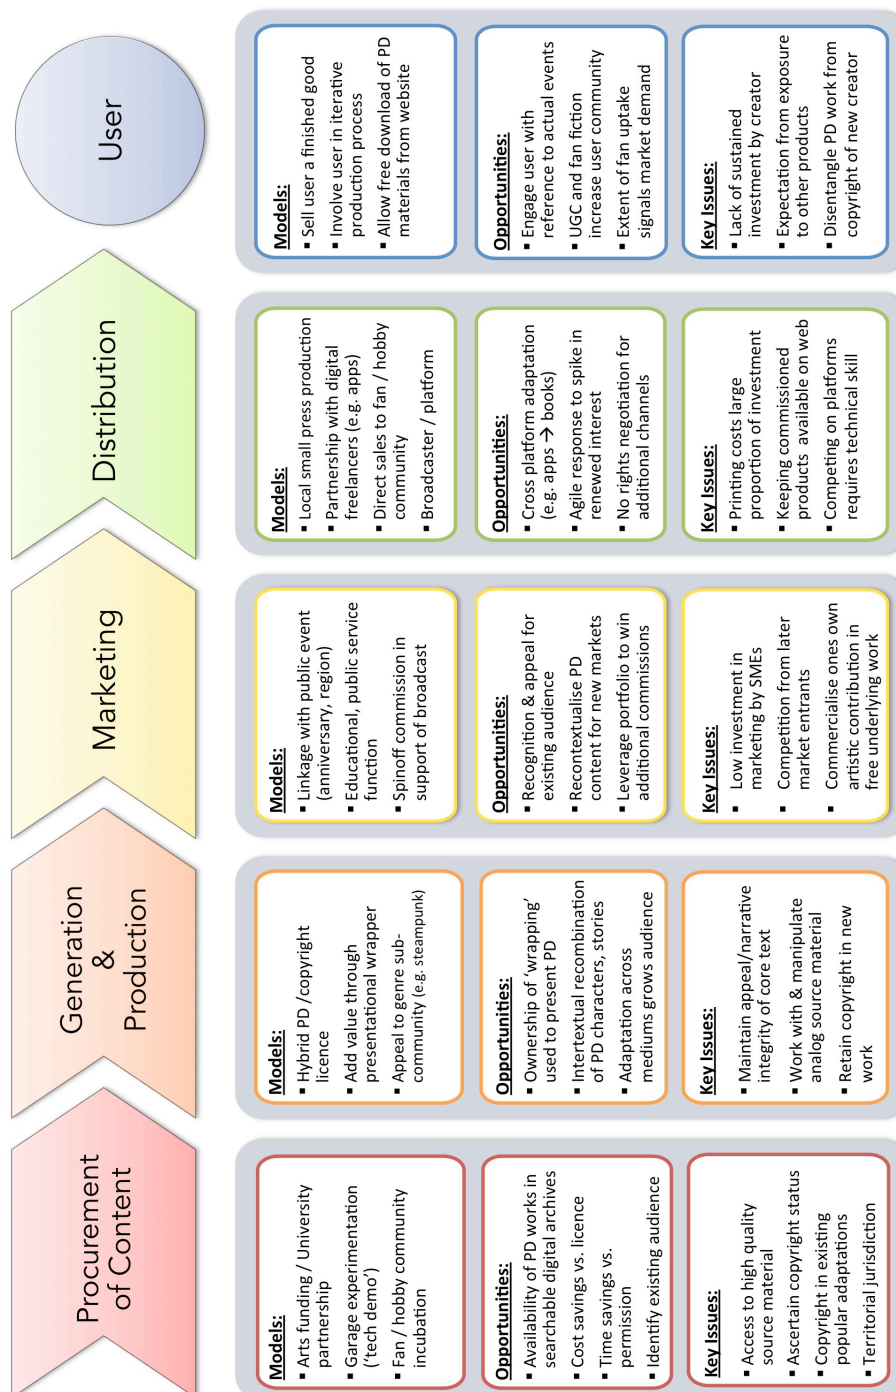 Procurement
of Content
Models:
▪ Arts funding / University
partnership
▪ Garage experimentation
('tech demo')
▪ Fan / hobby community
incubation
Opportunities:
▪ Availability of PD works in
searchable digital archives
▪ Cost savings vs. licence
▪ Time savings vs.
permission
▪ Identify existing audience
Key Issues:
▪ Access to high quality
source material
▪ Ascertain copyright status
▪ Copyright in existing
popular adaptations
▪ Territorial jurisdiction
Generation
&
Production
Models:
▪ Hybrid PD /copyright
licence
▪ Add value through
presentational wrapper
▪ Appeal to genre sub-
community (e.g. steampunk)
Opportunities:
▪ Ownership of 'wrapping'
used to present PD
▪ Intertextual recombination
of PD characters, stories
▪ Adaptation across
mediums grows audience
Key Issues:
▪ Maintain appeal/narrative
integrity of core text
▪ Work with & manipulate
analog source material
▪ Retain copyright in new
work
Marketing
Models:
▪ Linkage with public event
(anniversary, region)
▪ Educational, public service
function
▪ Spinoff commission in
support of broadcast
Opportunities:
▪ Recognition & appeal for
existing audience
▪ Recontextualise PD
content for new markets
▪ Leverage portfolio to win
additional commissions
Key Issues:
▪ Low investment in
marketing by SMEs
▪ Competition from later
market entrants
▪ Commercialise ones own
artistic contribution in
free underlying work
Distribution
Models:
▪ Local small press production
▪ Partnership with digital
freelancers (e.g. apps)
▪ Direct sales to fan / hobby
community
▪ Broadcaster / platform
Opportunities:
▪ Cross platform adaptation
(e.g. apps → books)
▪ Agile response to spike in
renewed interest
▪ No rights negotiation for
additional channels
Key Issues:
▪ Printing costs large
proportion of investment
▪ Keeping commissioned
products available on web
▪ Competing on platforms
requires technical skill
User
Models:
▪ Sell user a finished good
▪ Involve user in iterative
production process
▪ Allow free download of PD
materials from website
Opportunities:
▪ Engage user with
reference to actual events
▪ UGC and fan fiction
increase user community
▪ Extent of fan uptake
signals market demand
Key Issues:
▪ Lack of sustained
investment by creator
▪ Expectation from exposure
to other products
▪ Disentangle PD work from
copyright of new creator